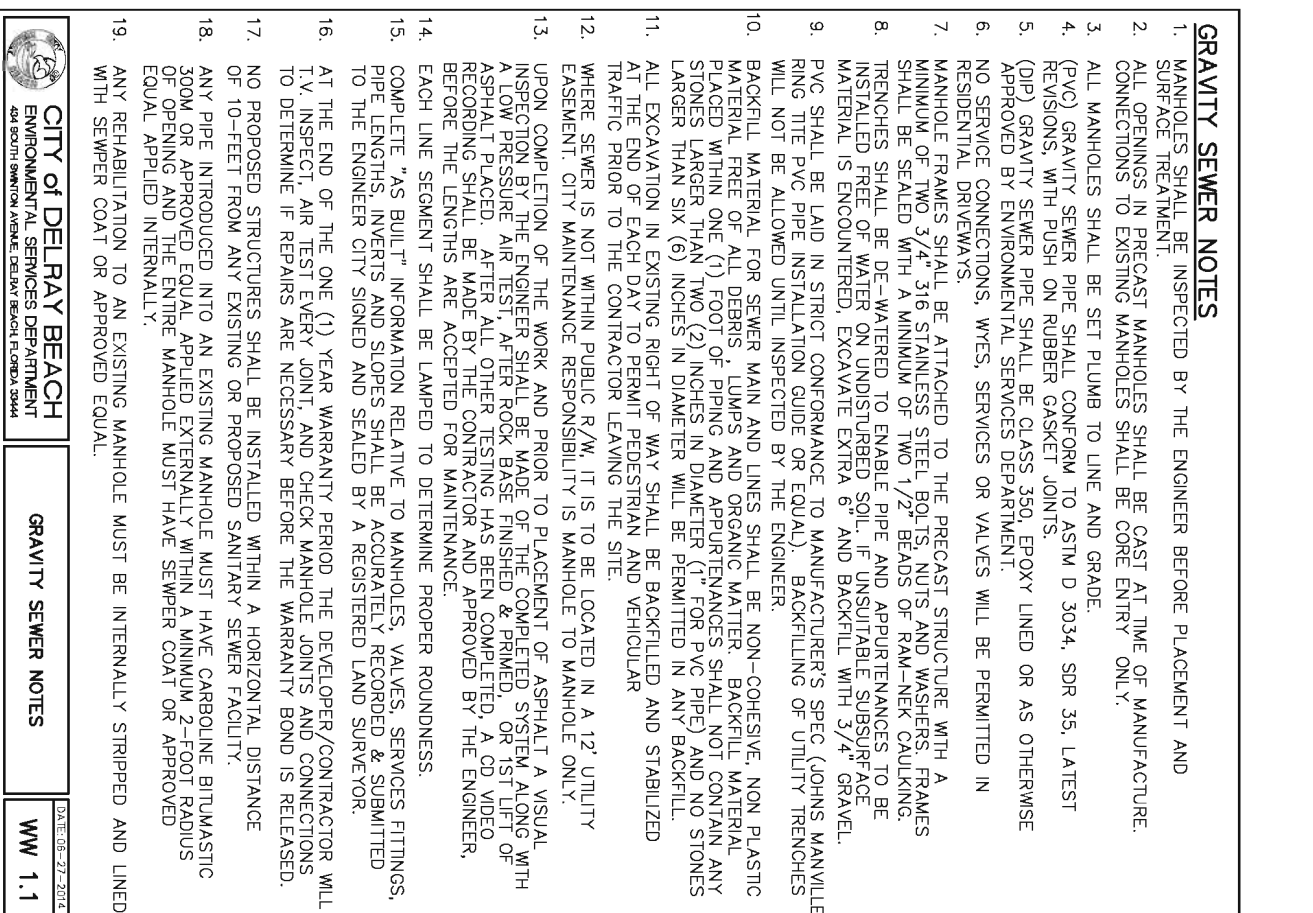 GRAVITY SEWER NOTES
1. MANHOLES SHALL BE INSPECTED BY THE ENGINEER BEFORE PLACEMENT AND
SURFACE TREATMENT.
2. ALL OPENINGS IN PRECAST MANHOLES SHALL BE CAST AT TIME OF MANUFACTURE.
CONNECTIONS TO EXISTING MANHOLES SHALL BE CORE ENTRY ONLY.
3 ALL MANHOLES SHALL BE SET PLUMB TO LINE AND GRADE.
4. (PVC) GRAVITY SEWER PIPE SHALL CONFORM TO ASTM D 3034, SDR 35, LATEST
REVISIONS, WITH PUSH ON RUBBER GASKET JOINTS.
5. (DIP) GRAVITY SEWER PIPE SHALL BE CLASS 350, EPOXY LINED OR AS OTHERWISE
APPROVED BY ENVIRONMENTAL SERVICES DEPARTMENT.
6. NO SERVICE CONNECTIONS, WYES, SERVICES OR VALVES WILL BE PERMITTED IN
RESIDENTIAL DRIVEWAYS.
7. MANHOLE FRAMES SHALL BE ATTACHED TO THE PRECAST STRUCTURE WITH A
MINIMUM OF TWO 3/4" 316 STAINLESS STEEL BOLTS, NUTS AND WASHERS. FRAMES
SHALL BE SEALED WITH A MINIMUM OF TWO 1/2" BEADS OF RAM-NEK CAULKING.
8. TRENCHES SHALL BE DE-WATERED TO ENABLE PIPE AND APPURTENANCES TO BE
INSTALLED FREE OF WATER ON UNDISTURBED SOIL. IF UNSUITABLE SUBSURFACE
MATERIAL IS ENCOUNTERED, EXCAVATE EXTRA 6" AND BACKFILL WITH 3/4" GRAVEL.
9. PVC SHALL BE LAID IN STRICT CONFORMANCE TO MANUFACTURER'S SPEC (JOHNS MANVILLE
RING TITE PVC PIPE INSTALLATION GUIDE OR EQUAL). BACKFILLING OF UTILITY TRENCHES
WILL NOT BE ALLOWED UNTIL INSPECTED BY THE ENGINEER.
10. BACKFILL MATERIAL FOR SEWER MAIN AND LINES SHALL BE NON-COHESIVE, NON PLASTIC
MATERIAL FREE OF ALL DEBRIS , LUMPS AND ORGANIC MATTER. BACKFILL MATERIAL
PLACED WITHIN ONE (1) FOOT OF PIPING AND APPURTENANCES SHALL NOT CONTAIN ANY
STONES LARGER THAN TWO (2) INCHES IN DIAMETER (1" FOR PVC PIPE) AND NO STONES
LARGER THAN SIX (6) INCHES IN DIAMETER WILL BE PERMITTED IN ANY BACKFILL.
11. ALL EXCAVATION IN EXISTING RIGHT OF WAY SHALL BE BACKFILLED AND STABILIZED
AT THE END OF EACH DAY TO PERMIT PEDESTRIAN AND VEHICULAR
TRAFFIC PRIOR TO THE CONTRACTOR LEAVING THE SITE.
12. WHERE SEWER IS NOT WITHIN PUBLIC R/W, IT IS TO BE LOCATED IN A 12' UTILITY
EASEMENT. CITY MAINTENANCE RESPONSIBILITY IS MANHOLE TO MANHOLE ONLY.
13. UPON COMPLETION OF THE WORK AND PRIOR TO PLACEMENT OF ASPHALT A VISUAL
INSPECTION BY THE ENGINEER SHALL BE MADE OF THE COMPLETED SYSTEM ALONG WITH
A LOW PRESSURE AIR TEST, AFTER ROCK BASE FINISHED & PRIMED, OR 1ST LIFT OF
ASPHALT PLACED. AFTER ALL OTHER TESTING HAS BEEN COMPLETED, A CD VIDEO
RECORDING SHALL BE MADE BY THE CONTRACTOR AND APPROVED BY THE ENGINEER,
BEFORE THE LENGTHS ARE ACCEPTED FOR MAINTENANCE.
14. EACH LINE SEGMENT SHALL BE LAMPED TO DETERMINE PROPER ROUNDNESS.
15. COMPLETE "AS BUILT" INFORMATION RELATIVE TO MANHOLES, VALVES, SERVICES FITTINGS,
PIPE LENGTHS, INVERTS AND SLOPES SHALL BE ACCURATELY RECORDED & SUBMITTED
TO THE ENGINEER CITY SIGNED AND SEALED BY A REGISTERED LAND SURVEYOR.
16. AT THE END OF THE ONE (1) YEAR WARRANTY PERIOD THE DEVELOPER/CONTRACTOR WILL
T.V. INSPECT, AIR TEST EVERY JOINT, AND CHECK MANHOLE JOINTS AND CONNECTIONS
TO DETERMINE IF REPAIRS ARE NECESSARY BEFORE THE WARRANTY BOND IS RELEASED.
17. NO PROPOSED STRUCTURES SHALL BE INSTALLED WITHIN A HORIZONTAL DISTANCE
OF 10-FEET FROM ANY EXISTING OR PROPOSED SANITARY SEWER FACILITY.
18. ANY PIPE INTRODUCED INTO AN EXISTING MANHOLE MUST HAVE CARBOLINE BITUMASTIC
300M OR APPROVED EQUAL APPLIED EXTERNALLY WITHIN A MINIMUM 2-FOOT RADIUS
OF OPENING AND THE ENTIRE MANHOLE MUST HAVE SEWPER COAT OR APPROVED
EQUAL APPLIED INTERNALLY.
19. ANY REHABILITATION TO AN EXISTING MANHOLE MUST BE INTERNALLY STRIPPED AND LINED
WITH SEWPER COAT OR APPROVED EQUAL.
CITY of DELRAY BEACH
ENVIRONMENTAL SERVICES DEPARTMENT
404 SOUTH SWINTON AVENUE, DELRAY BEACH, FLORIDA 33444
GRAVITY SEWER NOTES
DATE: 06-27-2014
WW 1.1